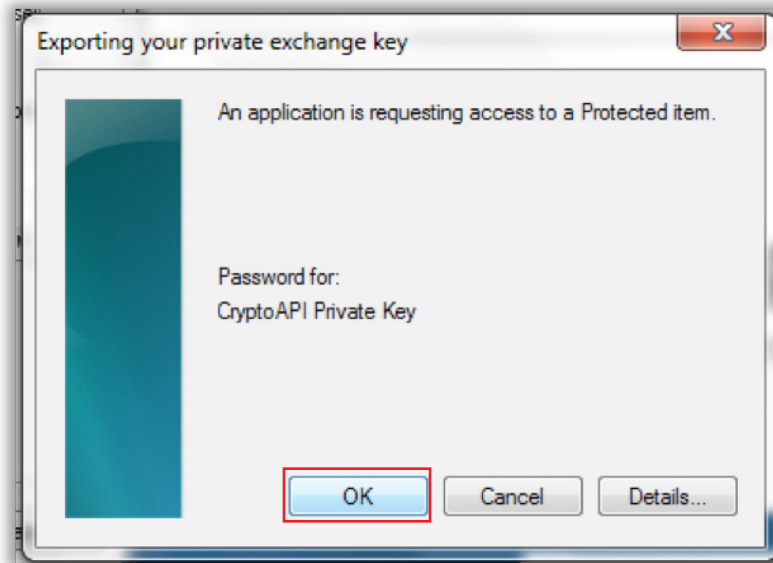 Exporting your private exchange key
An application is requesting access to a Protected item.
Password for:
CryptoAPI Private Key
OK
Cancel
Details...